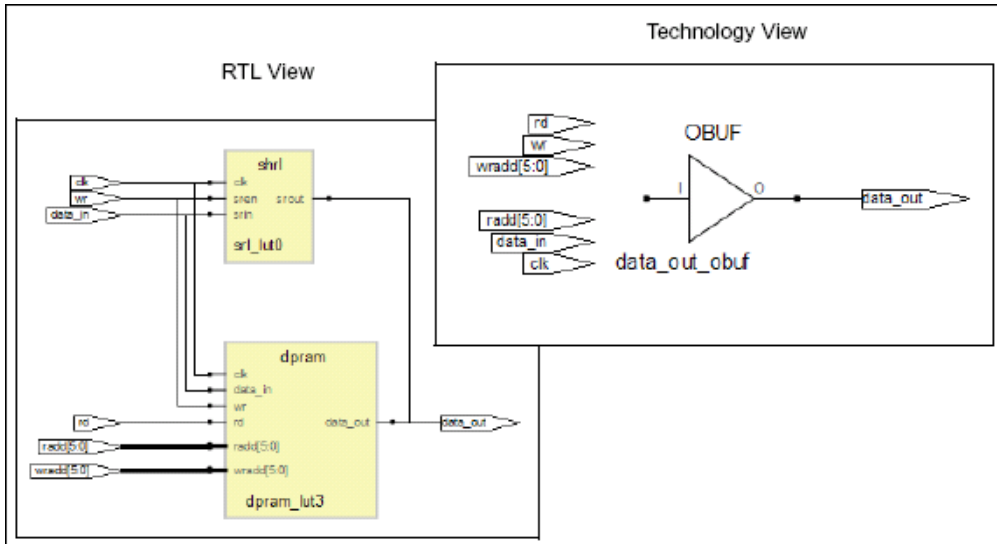 Technology View
RTL View
rd
wr
wradd[5:0]
OBUF
I
O
data_out
radd[5:0]
data_in
clk
data_out_obuf
shrl
clk
clk
wr
sren
srout
data_in
srin
srl_lut0
dpram
clk
data_in
wr
rd
rd
data_out
data_out
radd[5:0]
radd[5:0]
wradd[5:0]
wradd[5:0]
dpram_lut3